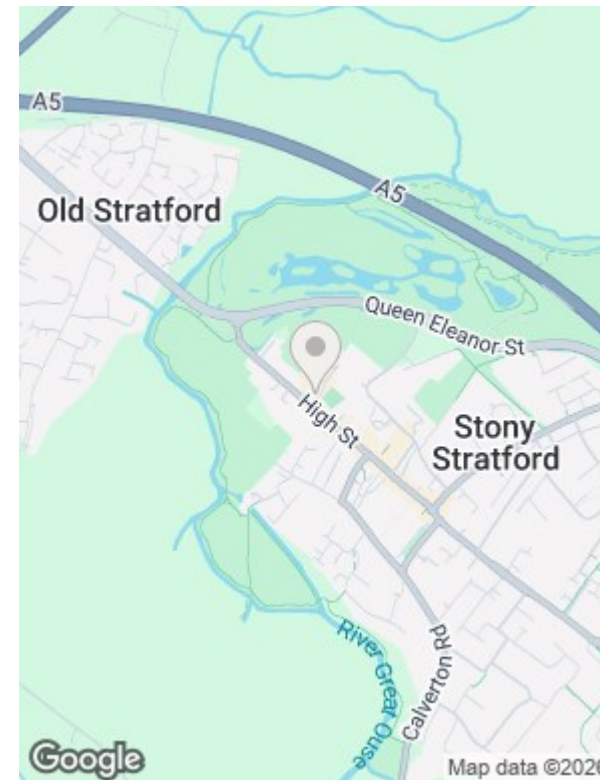 A5
A5
Old Stratford
Queen Eleanor St
High St
Stony
Stratford
River Great Ouse
Calverton Rd
Google
Map data ©2026